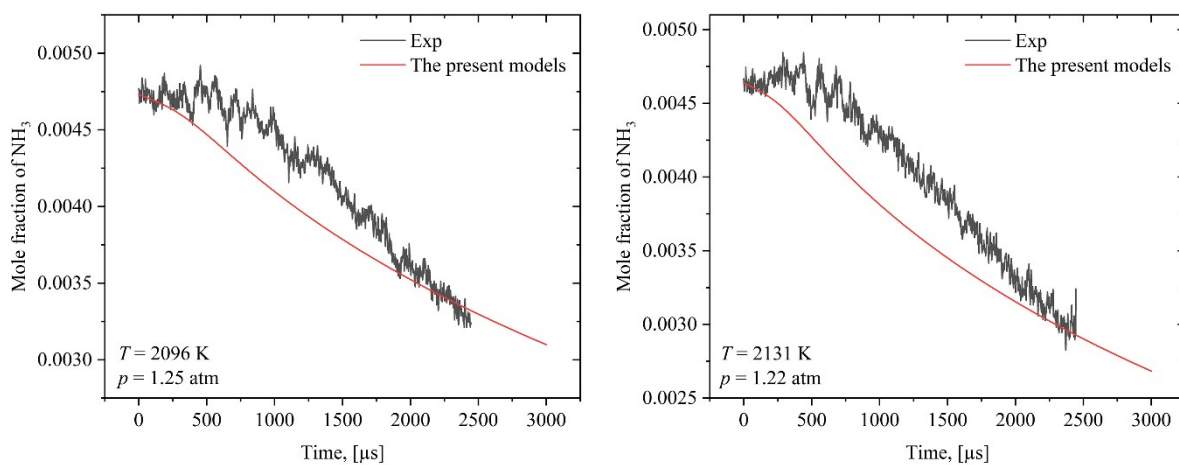 0.0050
0.0045
0.0040
0.0035
0.0030
Mole fraction of NH₃
Exp
The present models
T = 2096 K
p = 1.25 atm
0 500 1000 1500 2000 2500 3000
Time, [μs]
0.0050
0.0045
0.0040
0.0035
0.0030
0.0025
Mole fraction of NH₃
Exp
The present models
T = 2131 K
p = 1.22 atm
0 500 1000 1500 2000 2500 3000
Time, [μs]